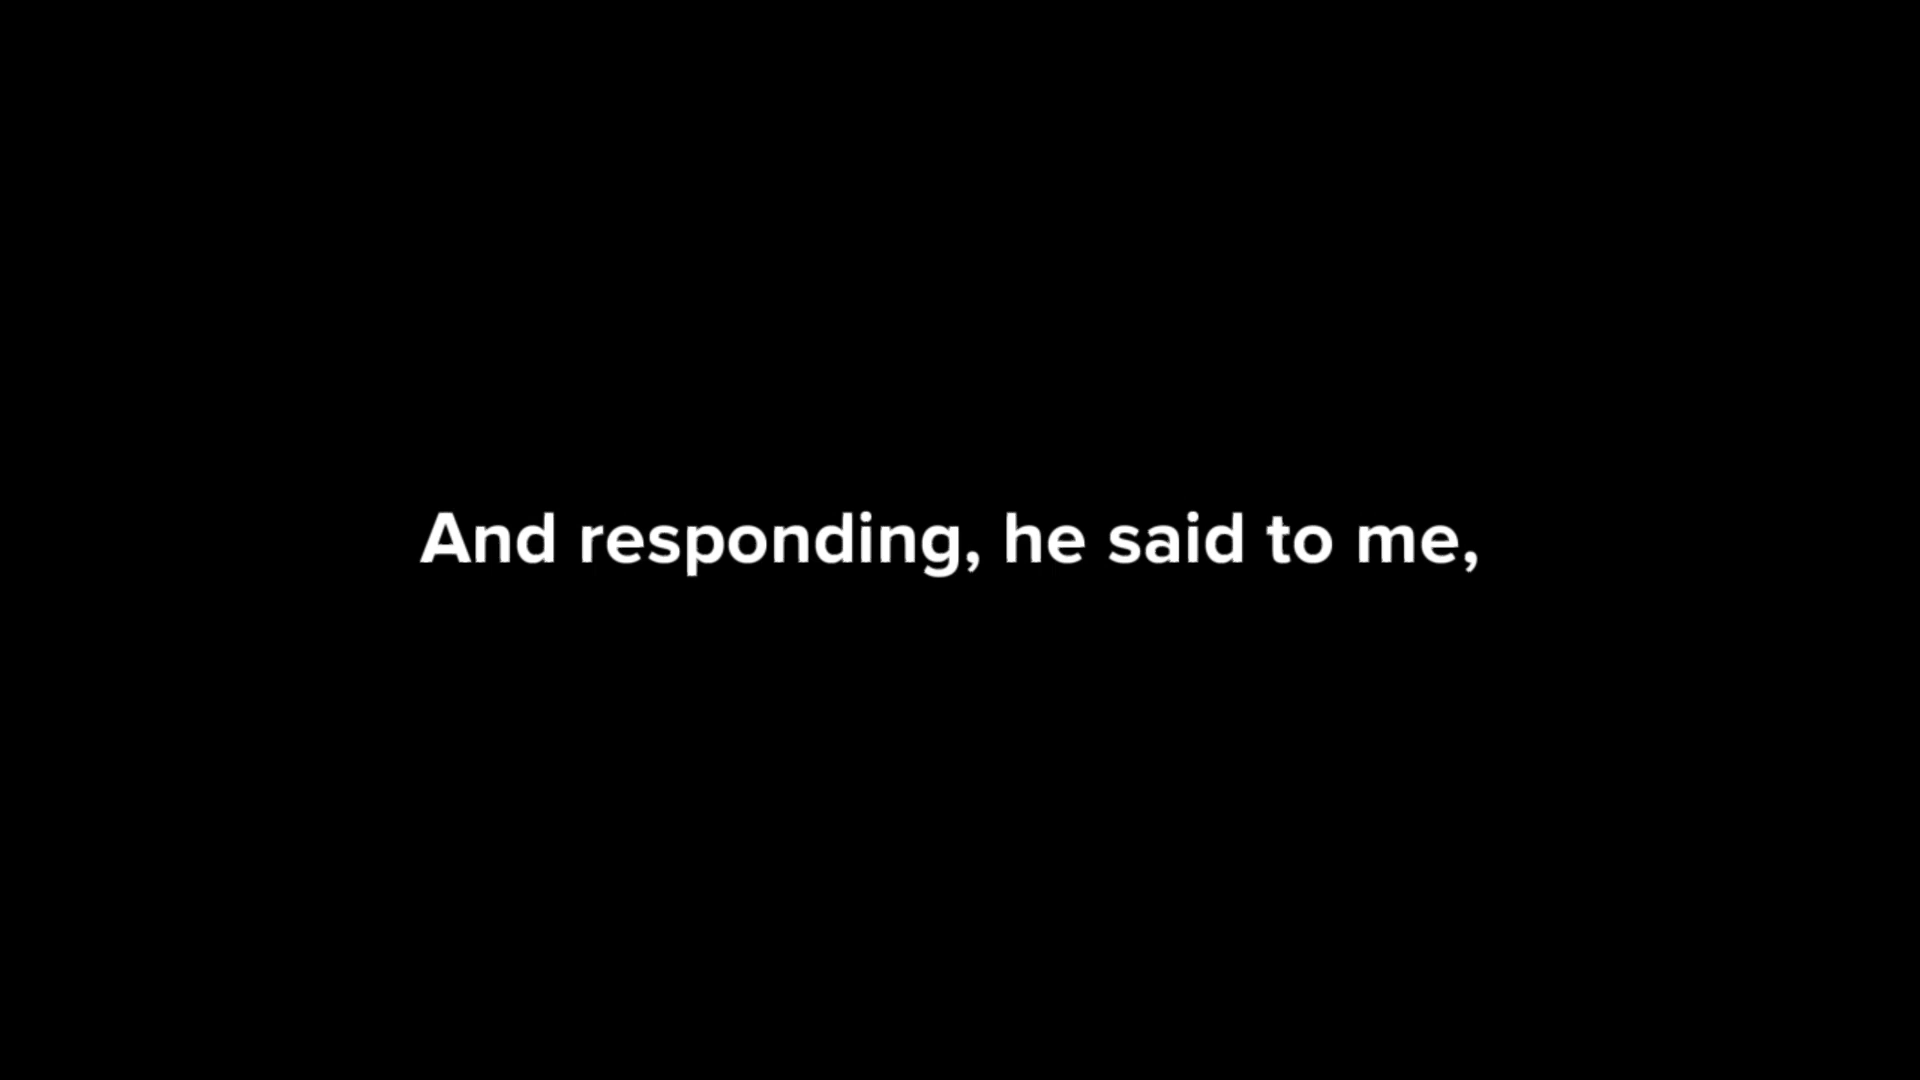 And responding, he said to me,